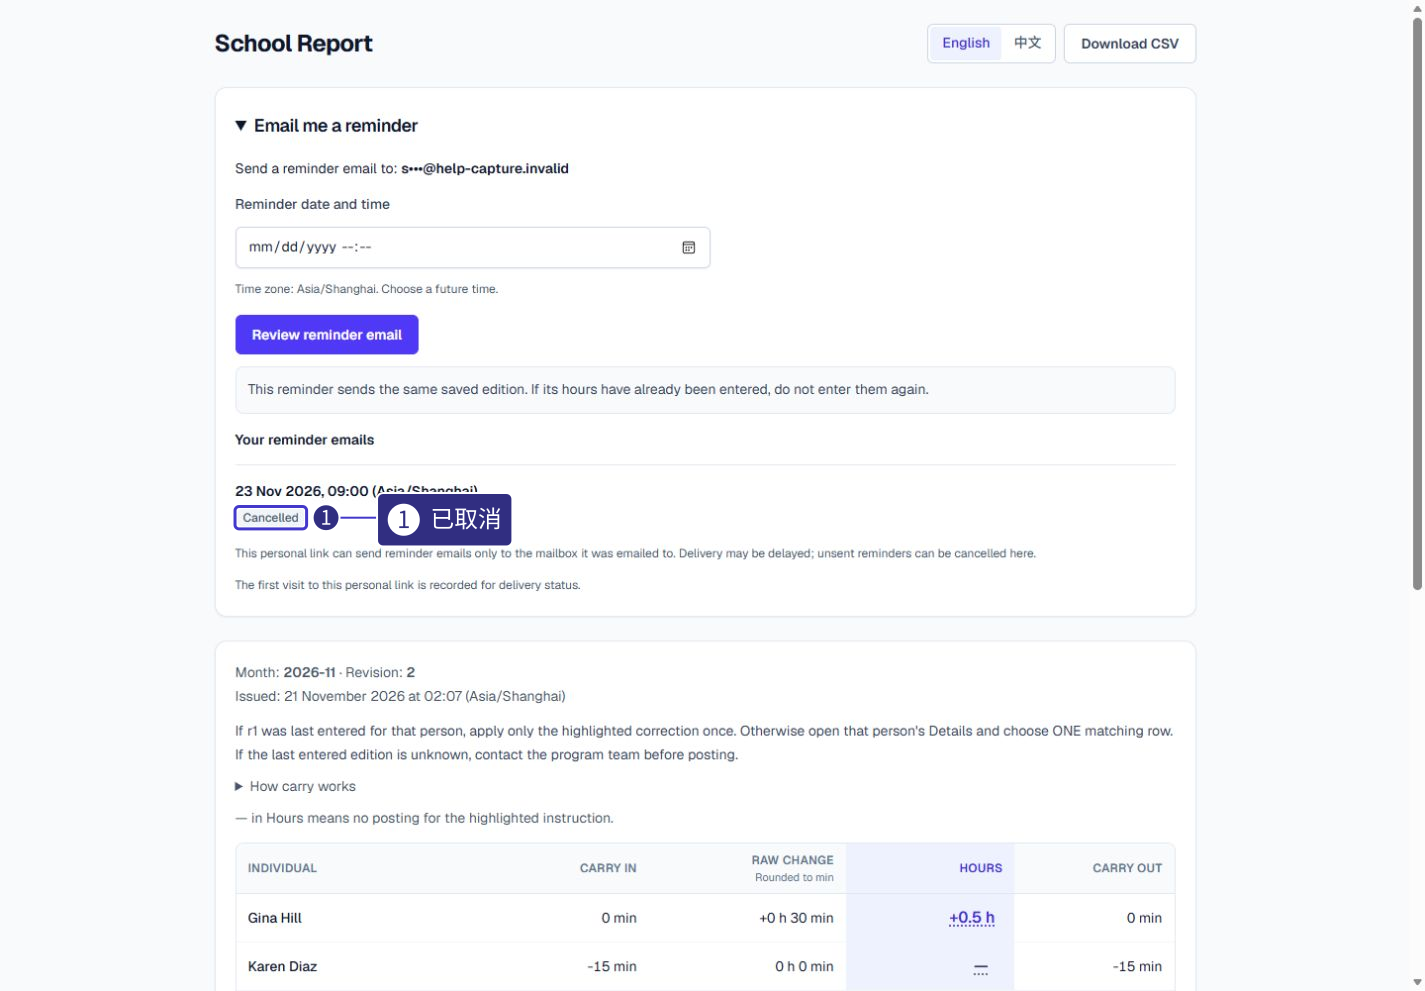 School Report
English 中文 Download CSV
▼ Email me a reminder
Send a reminder email to: s•••@help-capture.invalid
Reminder date and time
mm/dd/yyyy --:--
Time zone: Asia/Shanghai. Choose a future time.
Review reminder email
This reminder sends the same saved edition. If its hours have already been entered, do not enter them again.
Your reminder emails
23 Nov 2026, 09:00 (Asia/Shanghai)
Cancelled 1 1 已取消
This personal link can send reminder emails only to the mailbox it was emailed to. Delivery may be delayed; unsent reminders can be cancelled here.
The first visit to this personal link is recorded for delivery status.
Month: 2026-11 · Revision: 2
Issued: 21 November 2026 at 02:07 (Asia/Shanghai)
If r1 was last entered for that person, apply only the highlighted correction once. Otherwise open that person's Details and choose ONE matching row.
If the last entered edition is unknown, contact the program team before posting.
▶ How carry works
— in Hours means no posting for the highlighted instruction.
INDIVIDUAL CARRY IN RAW CHANGE HOURS CARRY OUT
Rounded to min
Gina Hill 0 min +0 h 30 min +0.5 h 0 min
Karen Diaz -15 min 0 h 0 min — -15 min